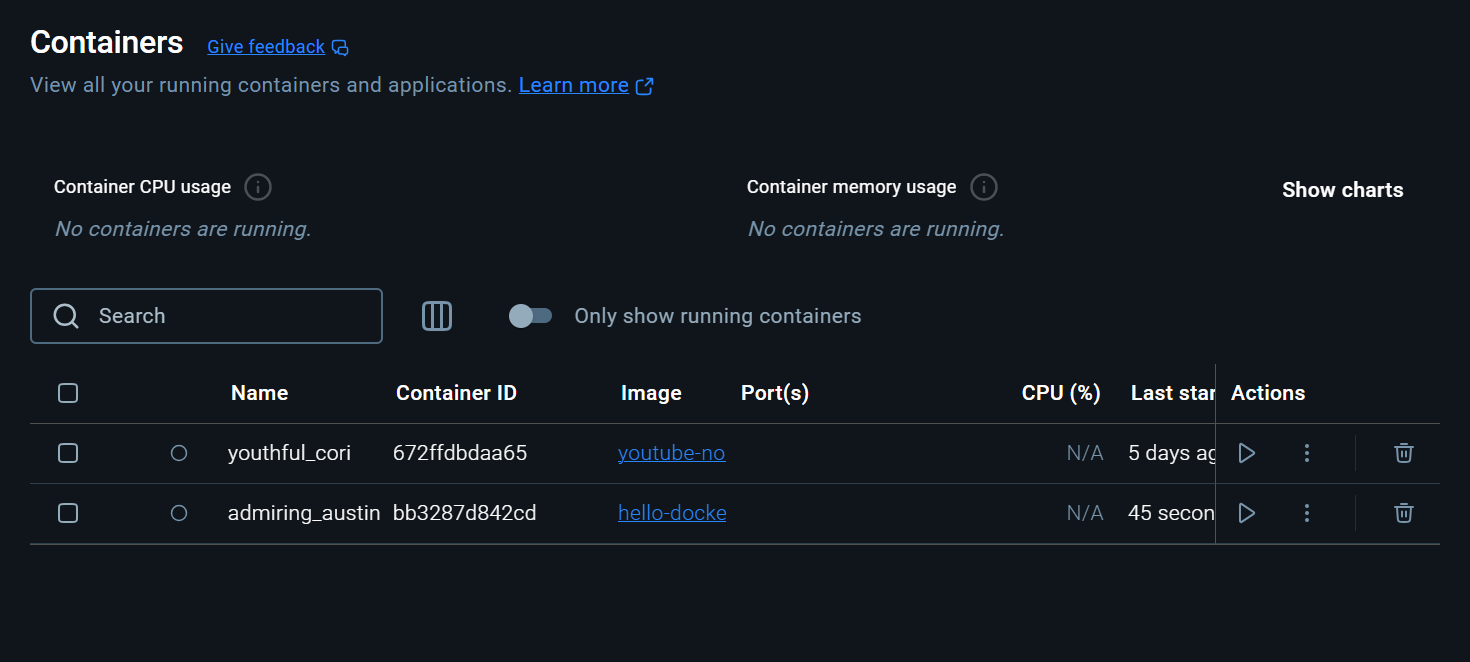 Containers Give feedback
View all your running containers and applications. Learn more
Container CPU usage Container memory usage Show charts
No containers are running. No containers are running.
Search Only show running containers
Name Container ID Image Port(s) CPU (%) Last star Actions
youthful_cori 672ffdbdaa65 youtube-no N/A 5 days ag
admiring_austin bb3287d842cd hello-docke N/A 45 secon